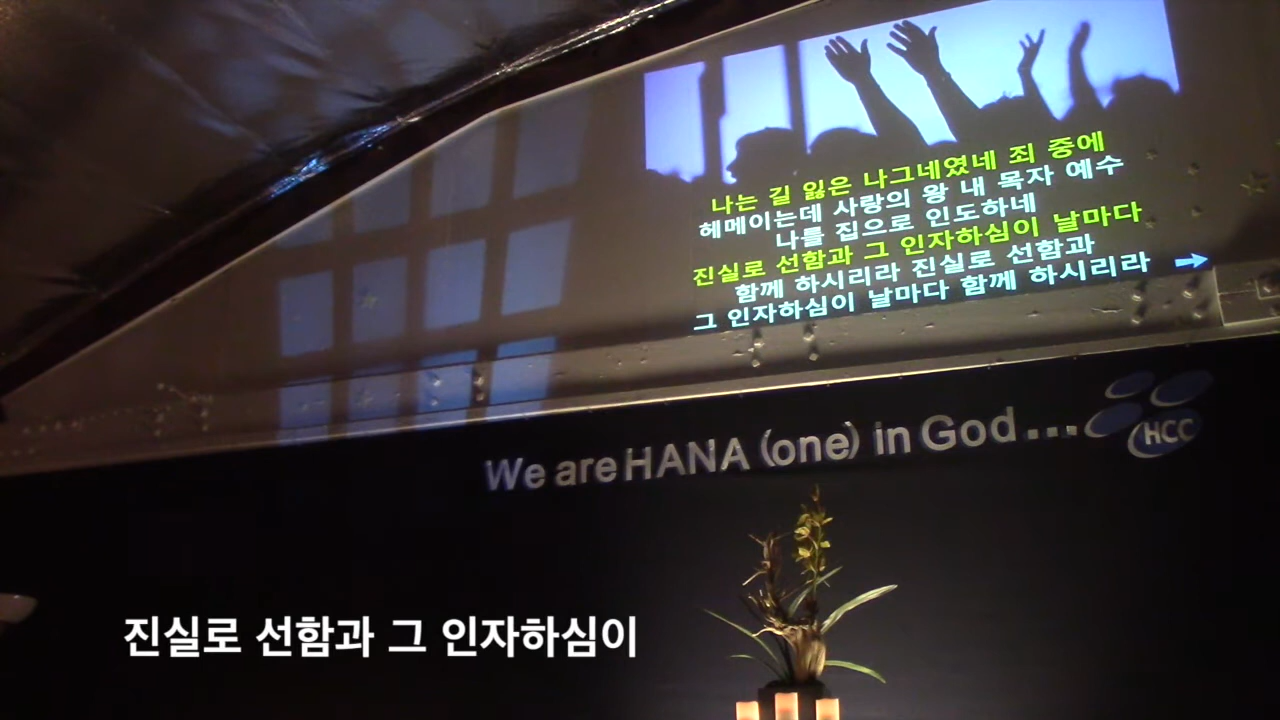 나는 길 잃은 나그네였네 죄 중에
헤메이는데 사랑의 왕 내 목자 예수
나를 집으로 인도하네
진실로 선함과 그 인자하심이 날마다
함께 하시리라 진실로 선함과
그 인자하심이 날마다 함께 하시리라
We are HANA (one) in God...
HCC
진실로 선함과 그 인자하심이